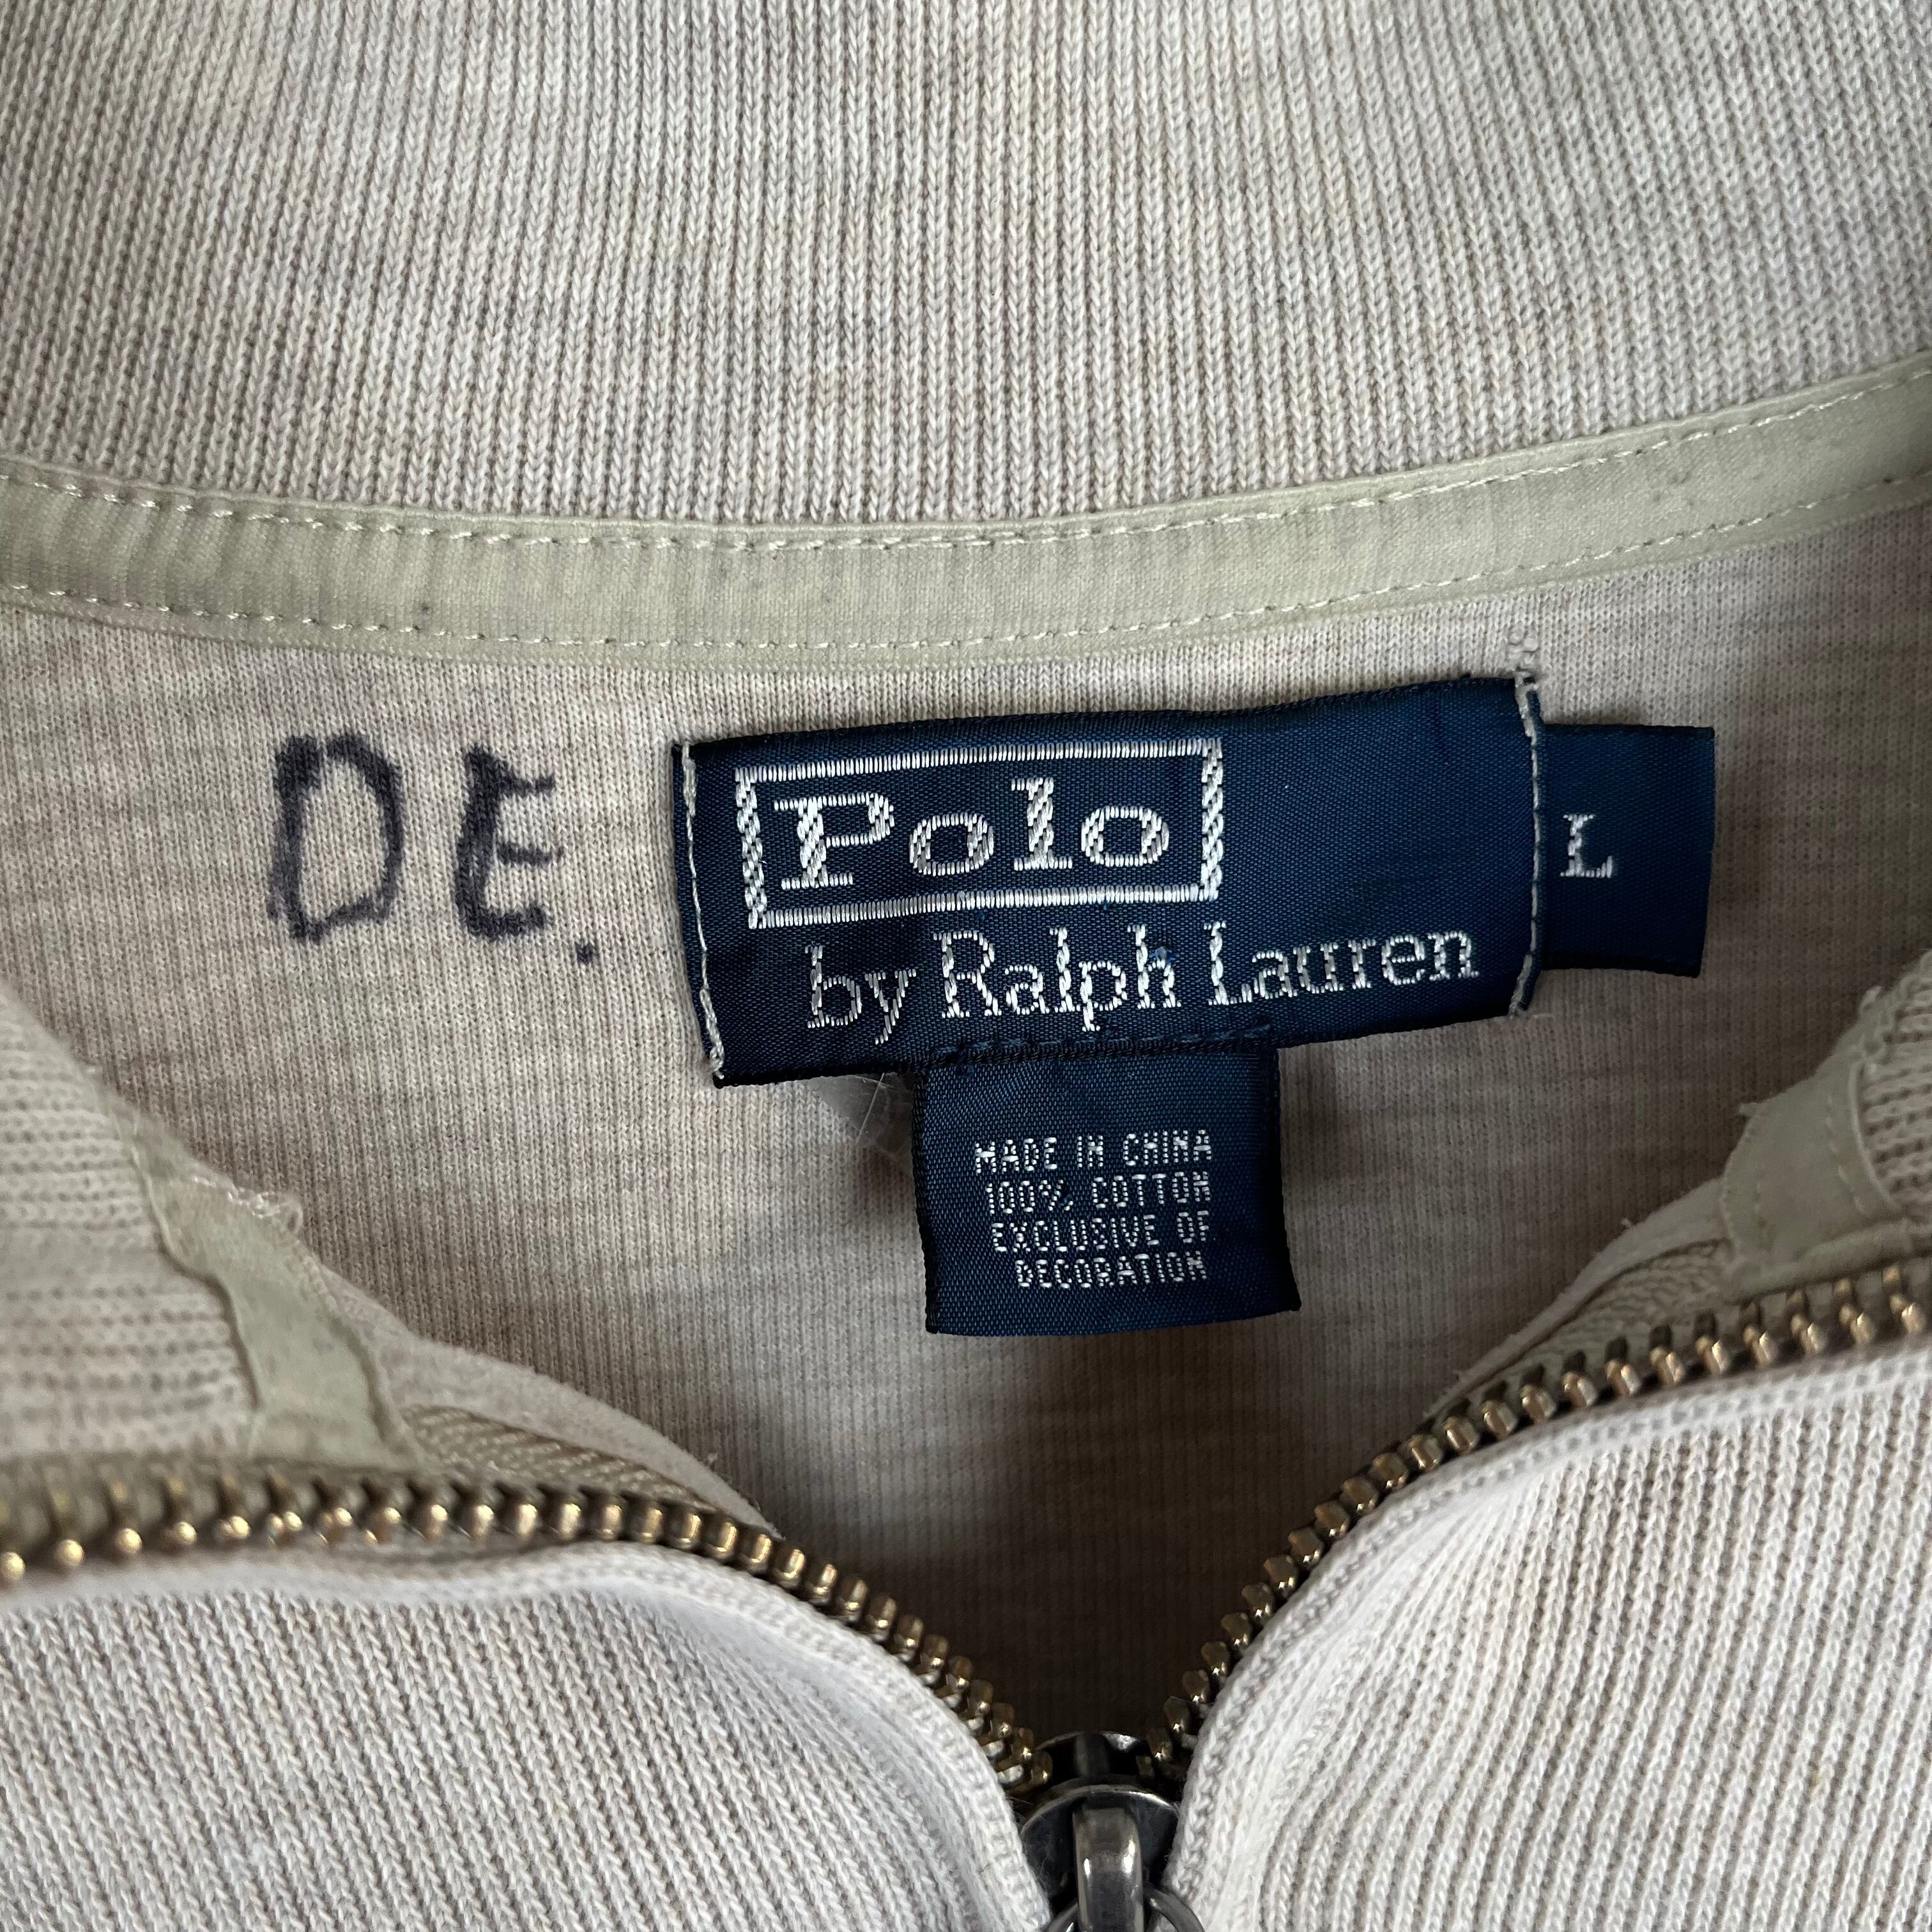 DE.
Polo
by Ralph Lauren
L
MADE IN CHINA
100% COTTON
EXCLUSIVE OF
DECORATION